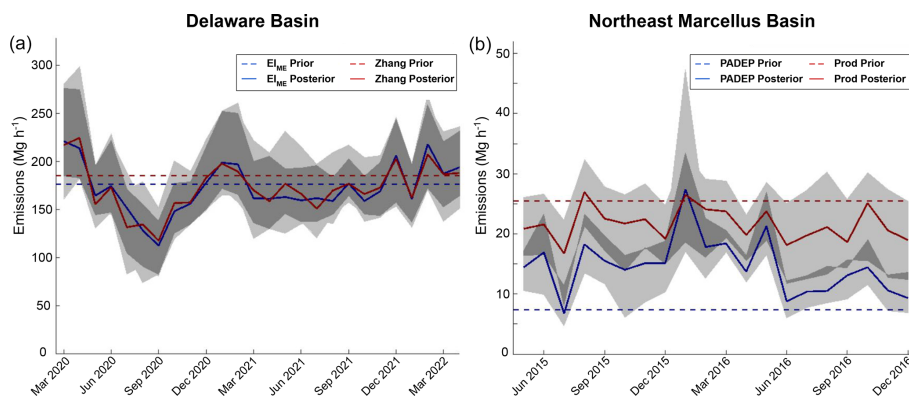 Delaware Basin
Northeast Marcellus Basin
(a)
EI_ME Prior
Zhang Prior
EI_ME Posterior
Zhang Posterior
Emissions (Mg h⁻¹)
300
250
200
150
100
50
0
Mar 2020
Jun 2020
Sep 2020
Dec 2020
Mar 2021
Jun 2021
Sep 2021
Dec 2021
Mar 2022
(b)
PADEP Prior
Prod Prior
PADEP Posterior
Prod Posterior
Emissions (Mg h⁻¹)
50
40
30
20
10
0
Jun 2015
Sep 2015
Dec 2015
Mar 2016
Jun 2016
Sep 2016
Dec 2016